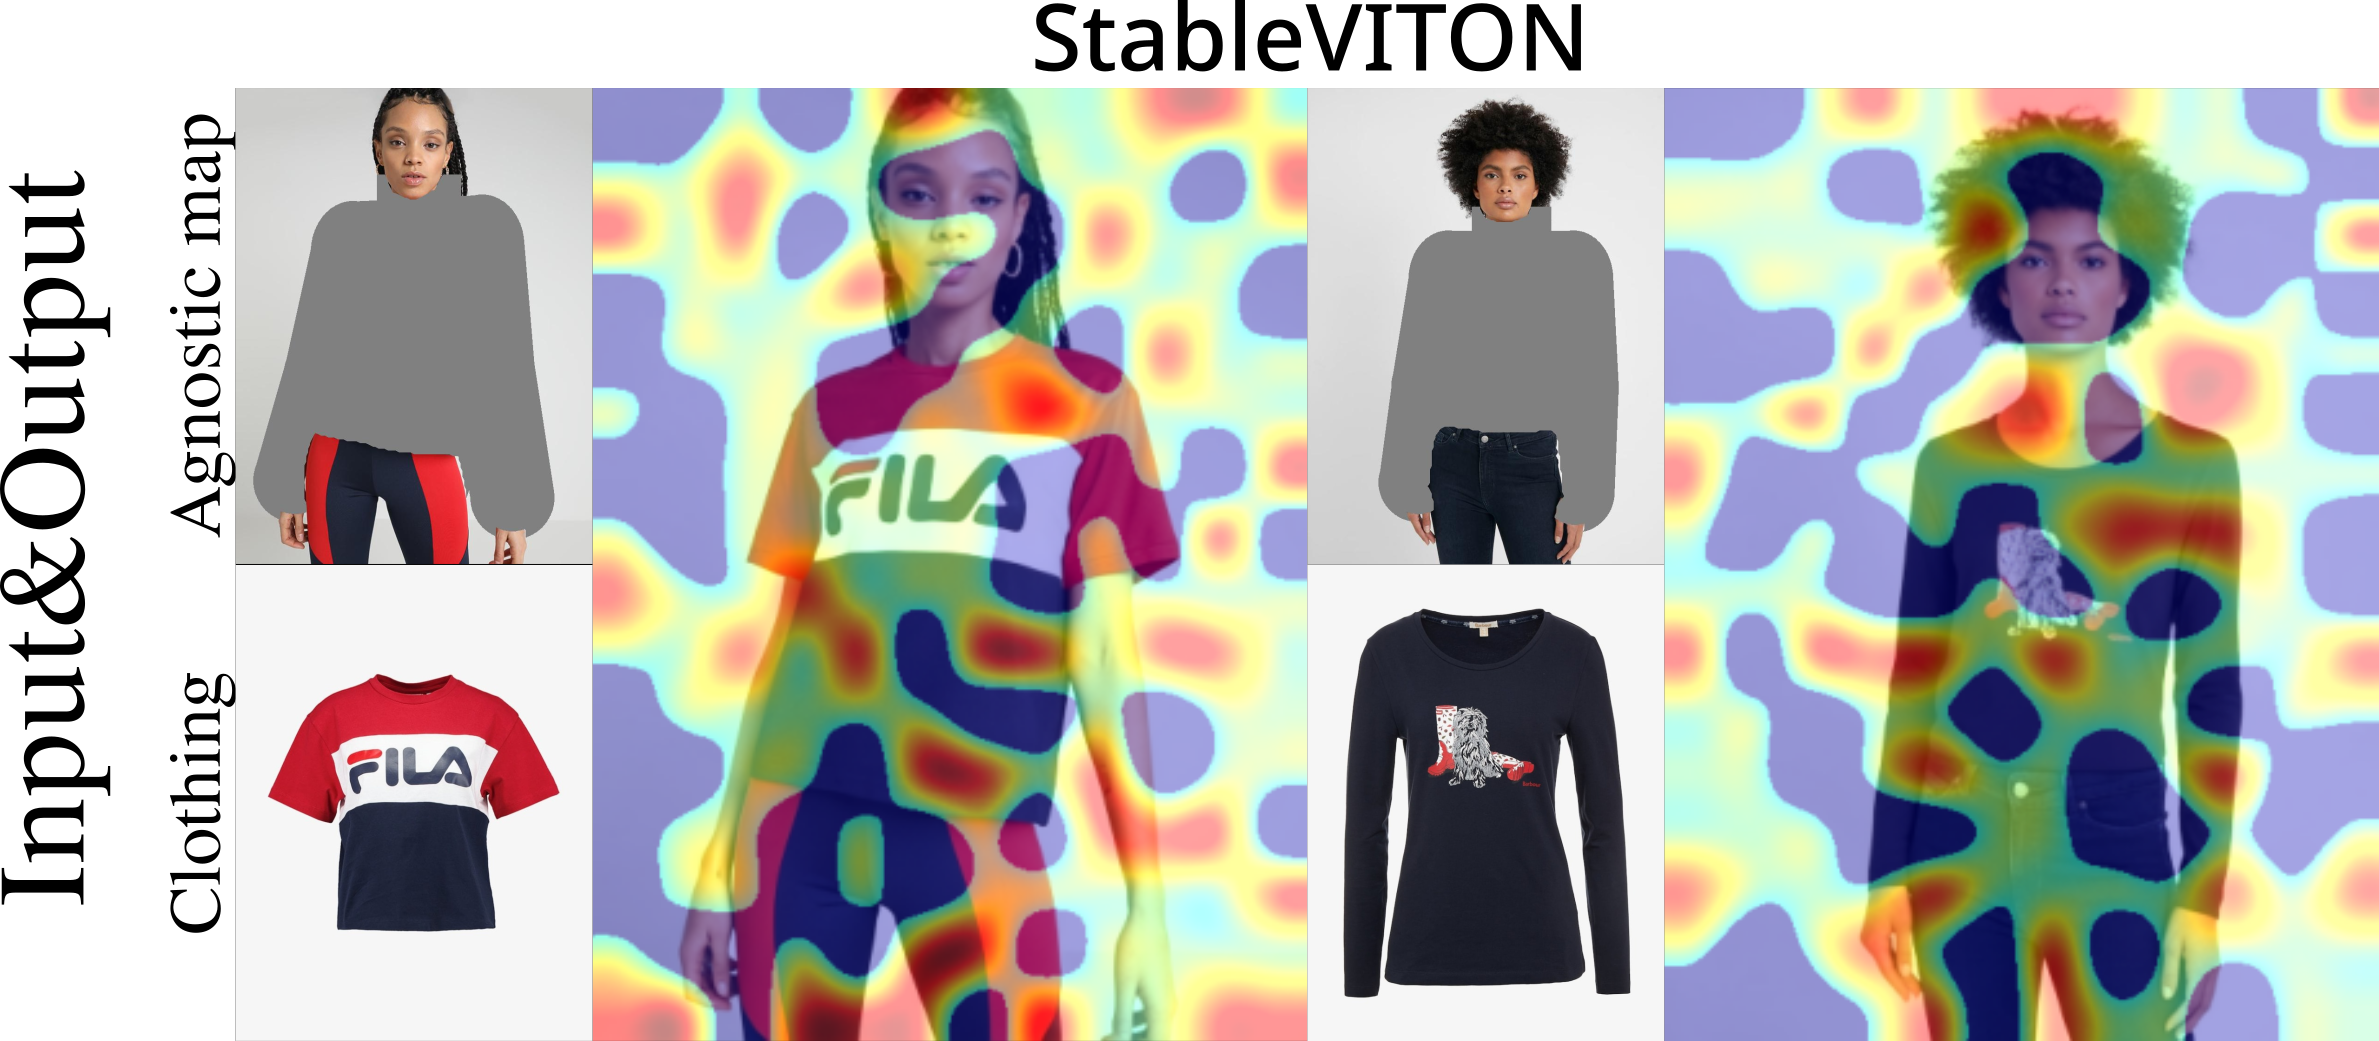 StableVITON
Input&Output
Agnostic map
Clothing
FILA
FILA